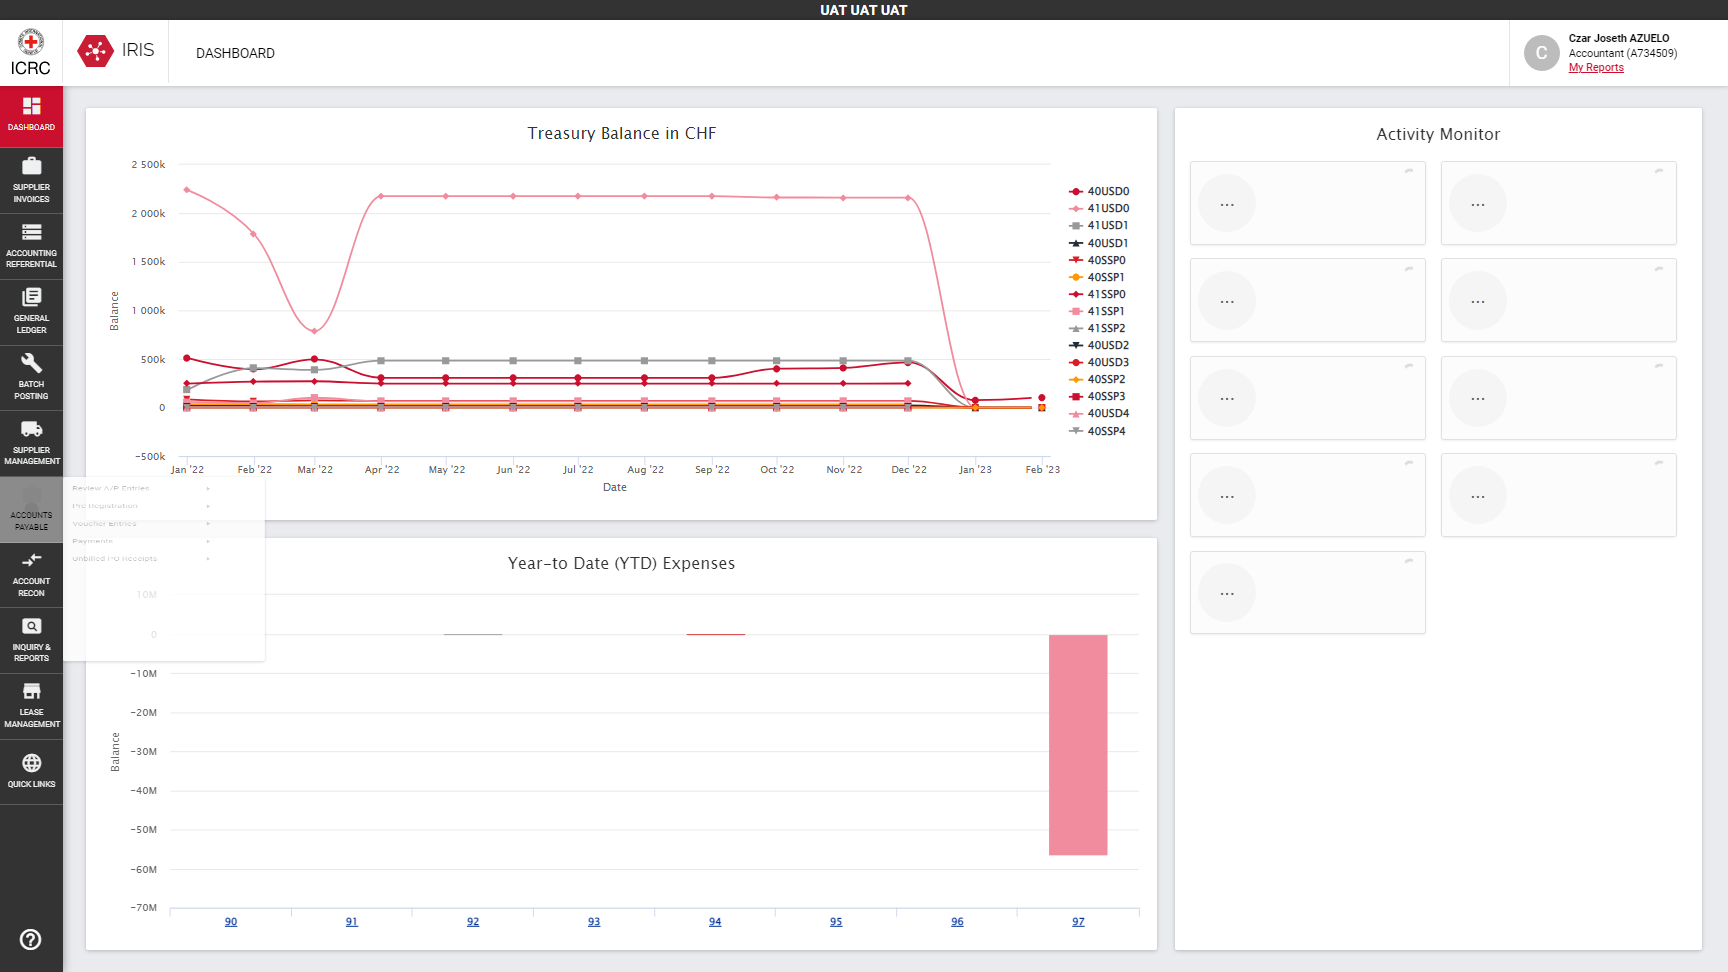 UAT UAT UAT
ICRC
IRIS
DASHBOARD
C
Czar Joseth AZUELO
Accountant (A734509)
My Reports
DASHBOARD
SUPPLIER
INVOICES
ACCOUNTING
REFERENTIAL
GENERAL
LEDGER
BATCH
POSTING
SUPPLIER
MANAGEMENT
ACCOUNTS
PAYABLE
ACCOUNT
RECON
INQUIRY &
REPORTS
LEASE
MANAGEMENT
QUICK LINKS
Review A/P Entries
Pre Registration
Voucher Entries
Payments
Unbilled PO Receipts
Treasury Balance in CHF
Balance
2 500k
2 000k
1 500k
1 000k
500k
0
−500k
Jan '22
Feb '22
Mar '22
Apr '22
May '22
Jun '22
Jul '22
Aug '22
Sep '22
Oct '22
Nov '22
Dec '22
Jan '23
Feb '23
Date
40USD0
41USD0
41USD1
40USD1
40SSP0
40SSP1
41SSP0
41SSP1
41SSP2
40USD2
40USD3
40SSP2
40SSP3
40USD4
40SSP4
Year-to Date (YTD) Expenses
Balance
10M
0
−10M
−20M
−30M
−40M
−50M
−60M
−70M
90
91
92
93
94
95
96
97
Activity Monitor
...
...
...
...
...
...
...
...
...